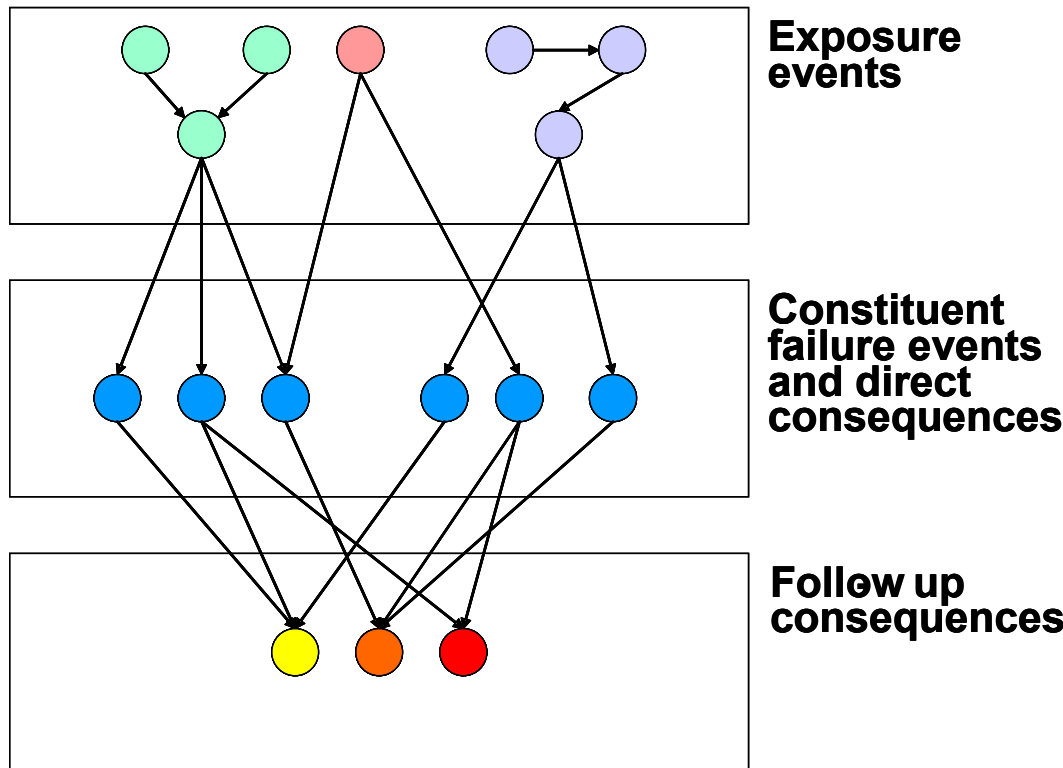 Exposure
events
Constituent
failure events
and direct
consequences
Follow up
consequences